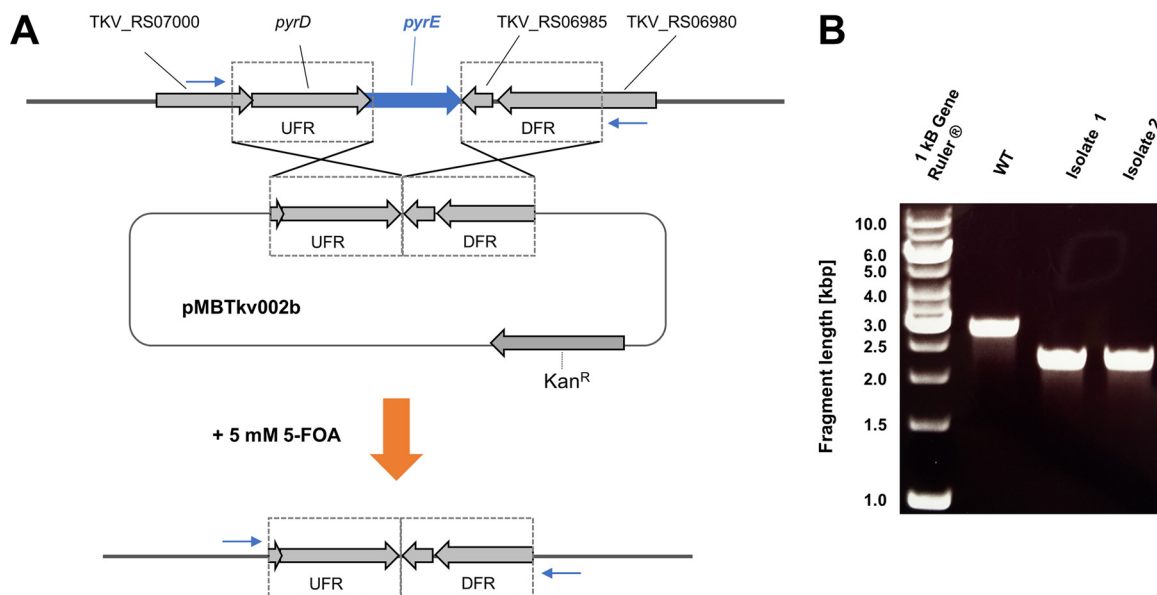 A
TKV_RS07000
pyrD
pyrE
TKV_RS06985
TKV_RS06980
UFR
DFR
UFR
DFR
pMBTkv002b
KanR
+ 5 mM 5-FOA
UFR
DFR
B
1 kB Gene
Ruler ®
WT
Isolate 1
Isolate 2
Fragment length [kbp]
10.0
6.0
5.0
4.0
3.0
2.5
2.0
1.5
1.0